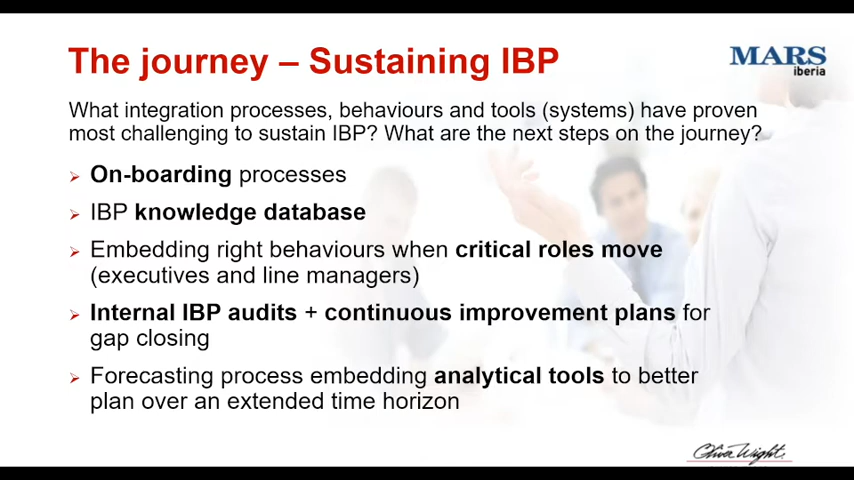 The journey – Sustaining IBP
MARS
iberia
What integration processes, behaviours and tools (systems) have proven
most challenging to sustain IBP? What are the next steps on the journey?
On-boarding processes
IBP knowledge database
Embedding right behaviours when critical roles move
(executives and line managers)
Internal IBP audits + continuous improvement plans for
gap closing
Forecasting process embedding analytical tools to better
plan over an extended time horizon
Oliver Wight